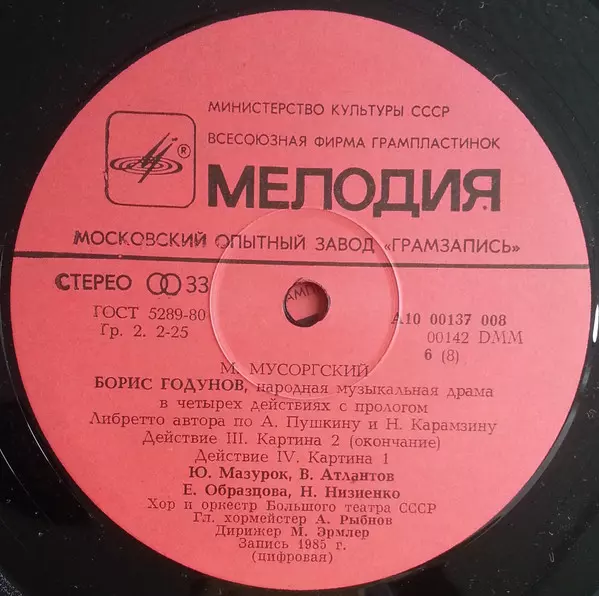 МИНИСТЕРСТВО КУЛЬТУРЫ СССР
ВСЕСОЮЗНАЯ ФИРМА ГРАМПЛАСТИНОК
®
МЕЛОДИЯ
МОСКОВСКИЙ ОПЫТНЫЙ ЗАВОД «ГРАМЗАПИСЬ»
СТЕРЕО 33
ГОСТ 5289-80
Гр. 2. 2-25
А10 00137 008
00142 DMM
6 (8)
М. МУСОРГСКИЙ
БОРИС ГОДУНОВ, народная музыкальная драма
в четырех действиях с прологом
Либретто автора по А. Пушкину и Н. Карамзину
Действие III. Картина 2 (окончание)
Действие IV. Картина 1
Ю. Мазурок, В. Атлантов
Е. Образцова, Н. Низиенко
Хор и оркестр Большого театра СССР
Гл. хормейстер А. Рыбнов
Дирижер М. Эрмлер
Запись 1985 г.
(цифровая)